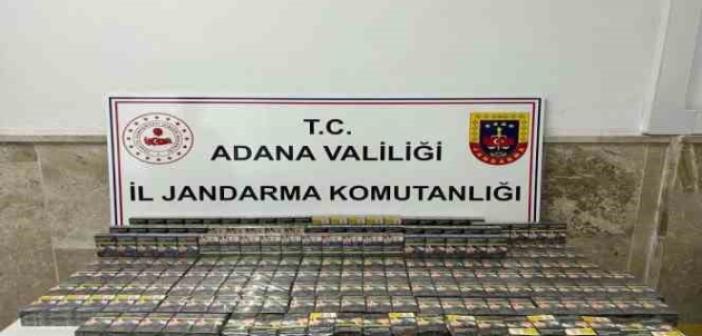 T.C.
ADANA VALİLİĞİ
İL JANDARMA KOMUTANLIĞI